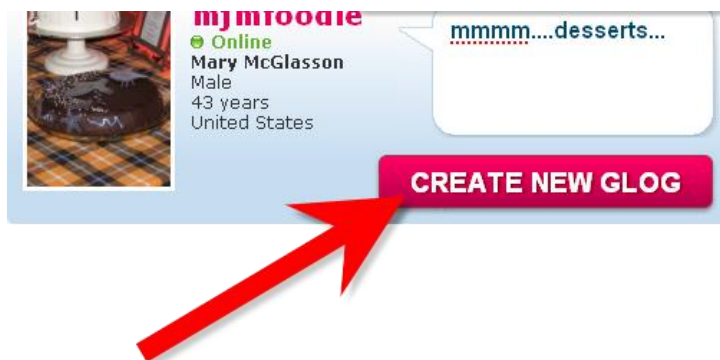 mjmfoodie
Online
Mary McGlasson
Male
43 years
United States
mmmm....desserts...
CREATE NEW GLOG